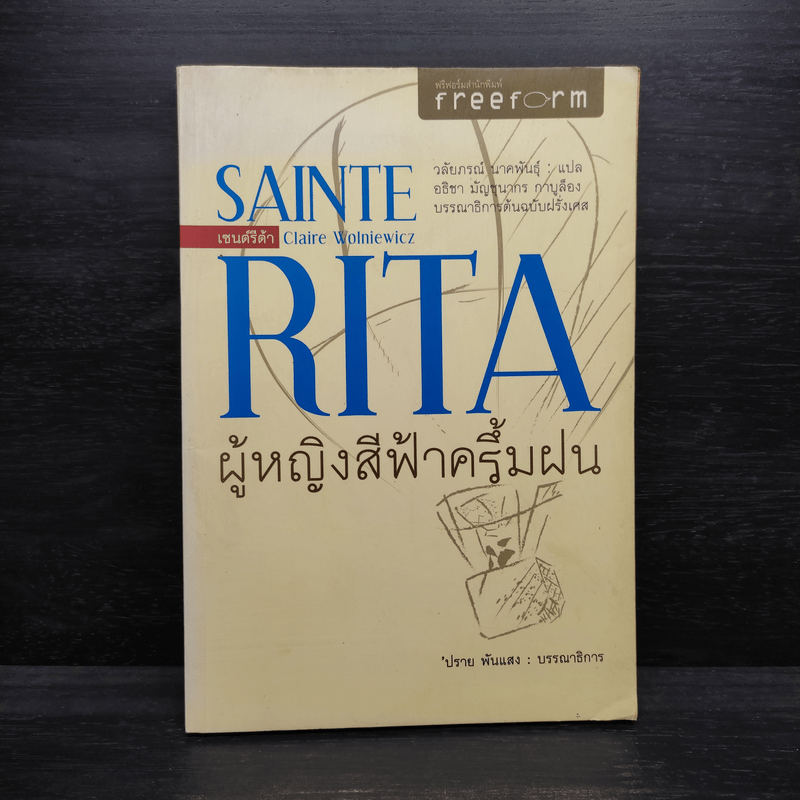 ฟรีฟอร์มสำนักพิมพ์
freeform
SAINTE
วลัยภรณ์ นาคพันธุ์ : แปล
อธิชา มัญชุนากร กาบูล็อง
บรรณาธิการต้นฉบับฝรั่งเศส
เซนต์รีต้า Claire Wolniewicz
RITA
ผู้หญิงสีฟ้าครึ้มฝน
'ปราย พันแสง : บรรณาธิการ